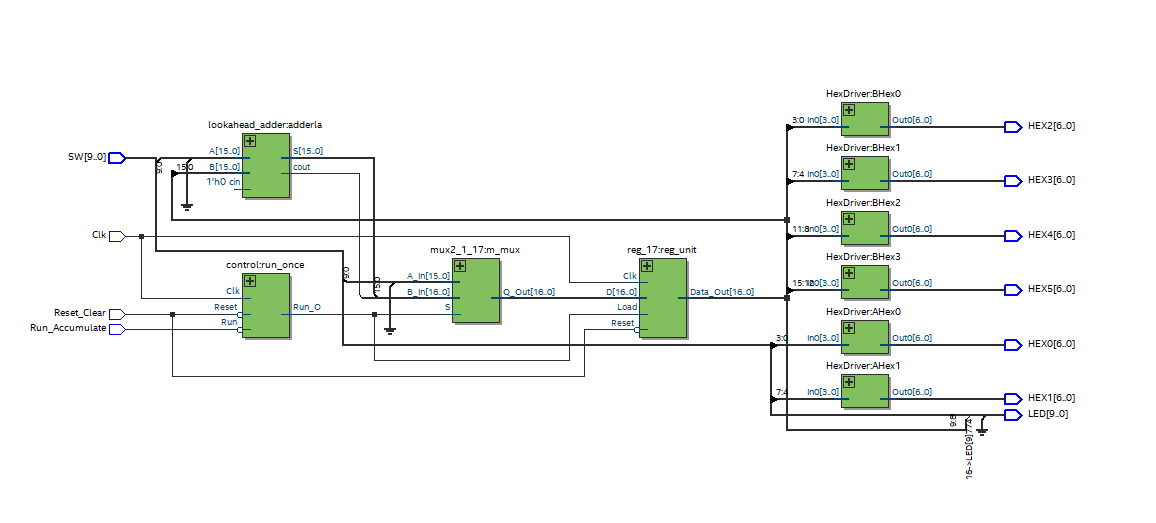 HexDriver:BHex0
3:0 In0[3..0] Out0[6..0] HEX2[6..0]
lookahead_adder:adderla
HexDriver:BHex1
SW[9..0] 9:0 A[15..0] S[15..0]
15:0 B[15..0] cout
1'h0 cin
7:4 In0[3..0] Out0[6..0] HEX3[6..0]
HexDriver:BHex2
Clk
11:8 In0[3..0] Out0[6..0] HEX4[6..0]
mux2_1_17:m_mux reg_17:reg_unit
HexDriver:BHex3
control:run_once
9:0 A_In[15..0] Clk
15:0 B_In[16..0] Q_Out[16..0] D[16..0] Data_Out[16..0]
15:12 In0[3..0] Out0[6..0] HEX5[6..0]
Clk
Reset_Clear Reset Run_O S Load
Run_Accumulate Run Reset
HexDriver:AHex0
3:0 In0[3..0] Out0[6..0] HEX0[6..0]
HexDriver:AHex1
7:4 In0[3..0] Out0[6..0] HEX1[6..0]
LED[9..0]
9:8
16->LED[9]